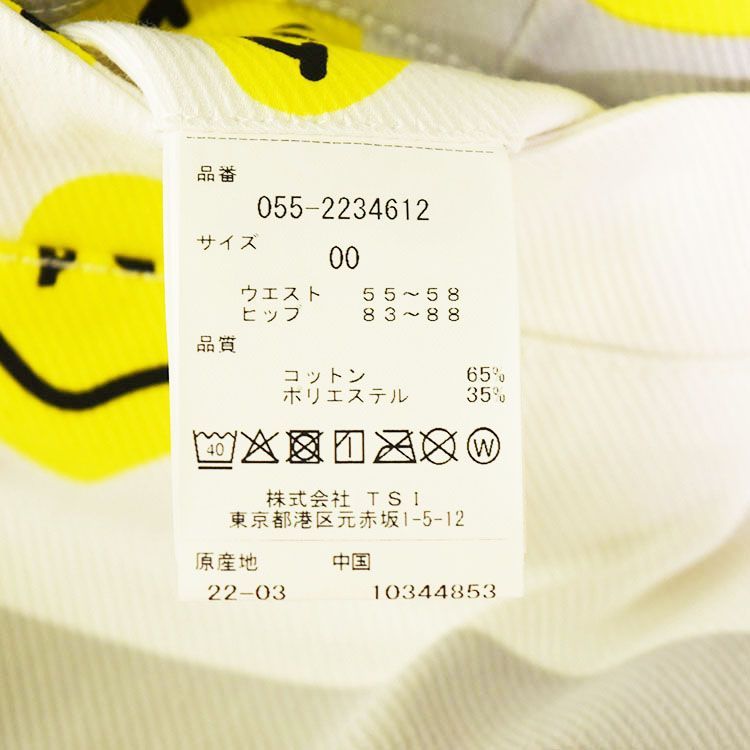 品番
055-2234612
サイズ
00
ウエスト 55～58
ヒップ 83～88
品質
コットン 65%
ポリエステル 35%
40
W
株式会社 TSI
東京都港区元赤坂1-5-12
原産地 中国
22-03 10344853